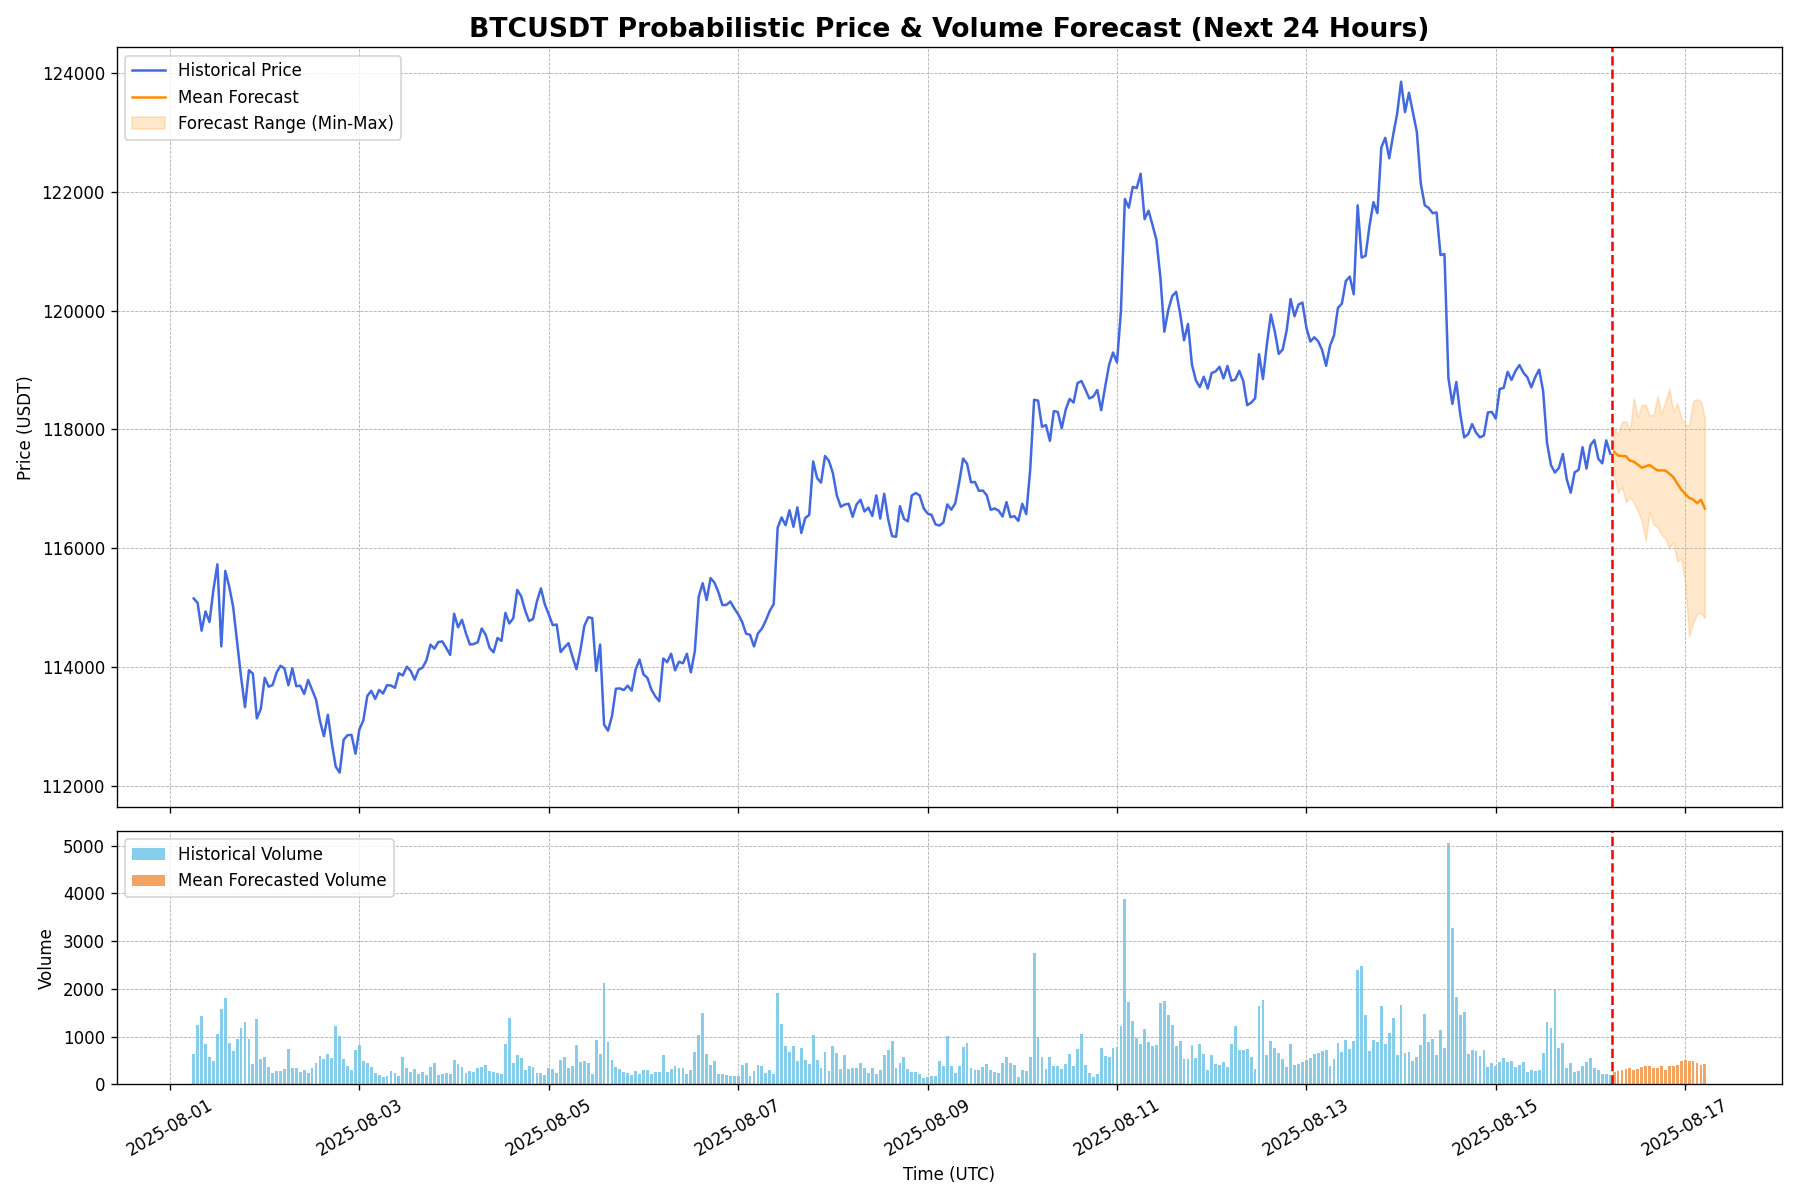 BTCUSDT Probabilistic Price & Volume Forecast (Next 24 Hours)
Historical Price
Mean Forecast
Forecast Range (Min-Max)
124000
122000
120000
118000
116000
114000
112000
Price (USDT)
Historical Volume
Mean Forecasted Volume
5000
4000
3000
2000
1000
0
Volume
2025-08-01
2025-08-03
2025-08-05
2025-08-07
2025-08-09
2025-08-11
2025-08-13
2025-08-15
2025-08-17
Time (UTC)